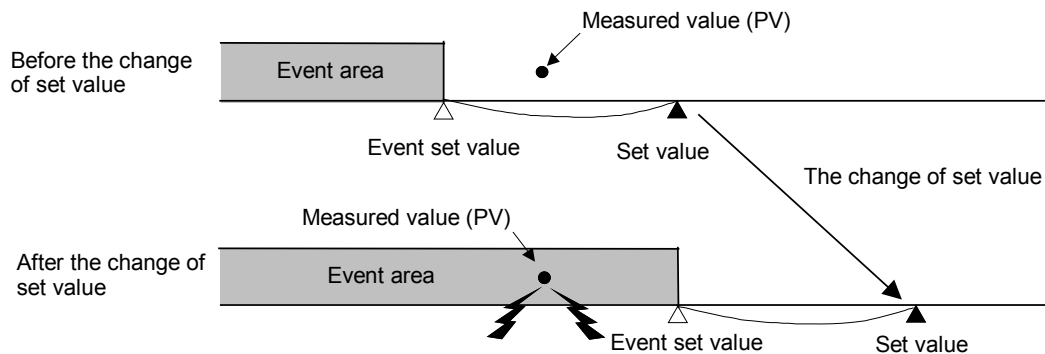 Measured value (PV)
Before the change
of set value
Event area
Event set value
Set value
The change of set value
Measured value (PV)
After the change of
set value
Event area
Event set value
Set value